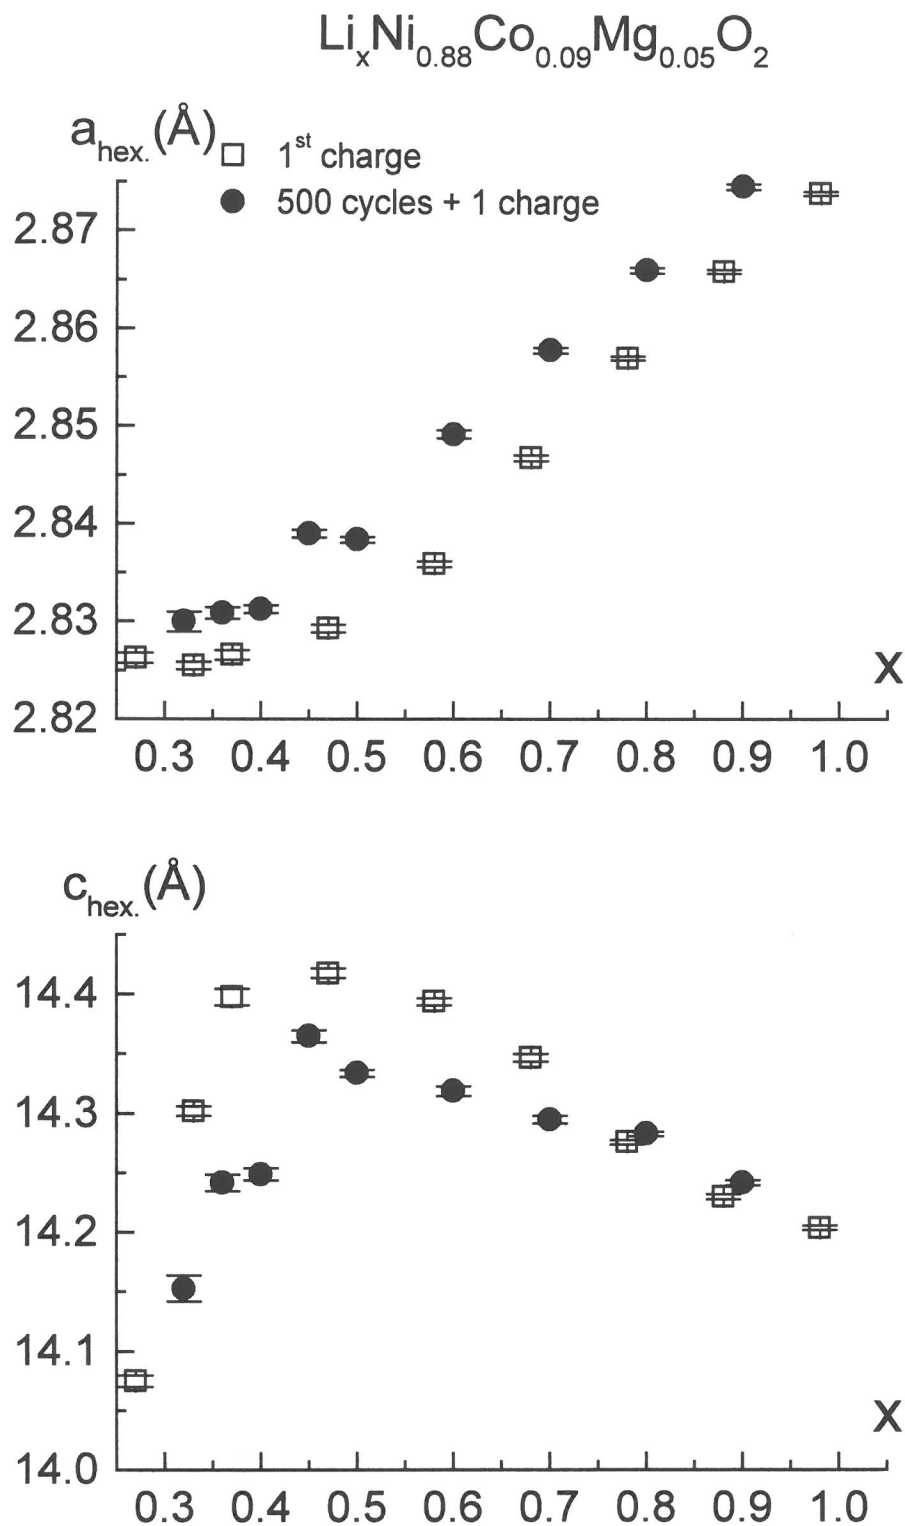 LiₓNi₀.₈₈Co₀.₀₉Mg₀.₀₅O₂
a hex. (Å)
1st charge
500 cycles + 1 charge
2.87
2.86
2.85
2.84
2.83
2.82
x
0.3 0.4 0.5 0.6 0.7 0.8 0.9 1.0
c hex. (Å)
14.4
14.3
14.2
14.1
14.0
x
0.3 0.4 0.5 0.6 0.7 0.8 0.9 1.0